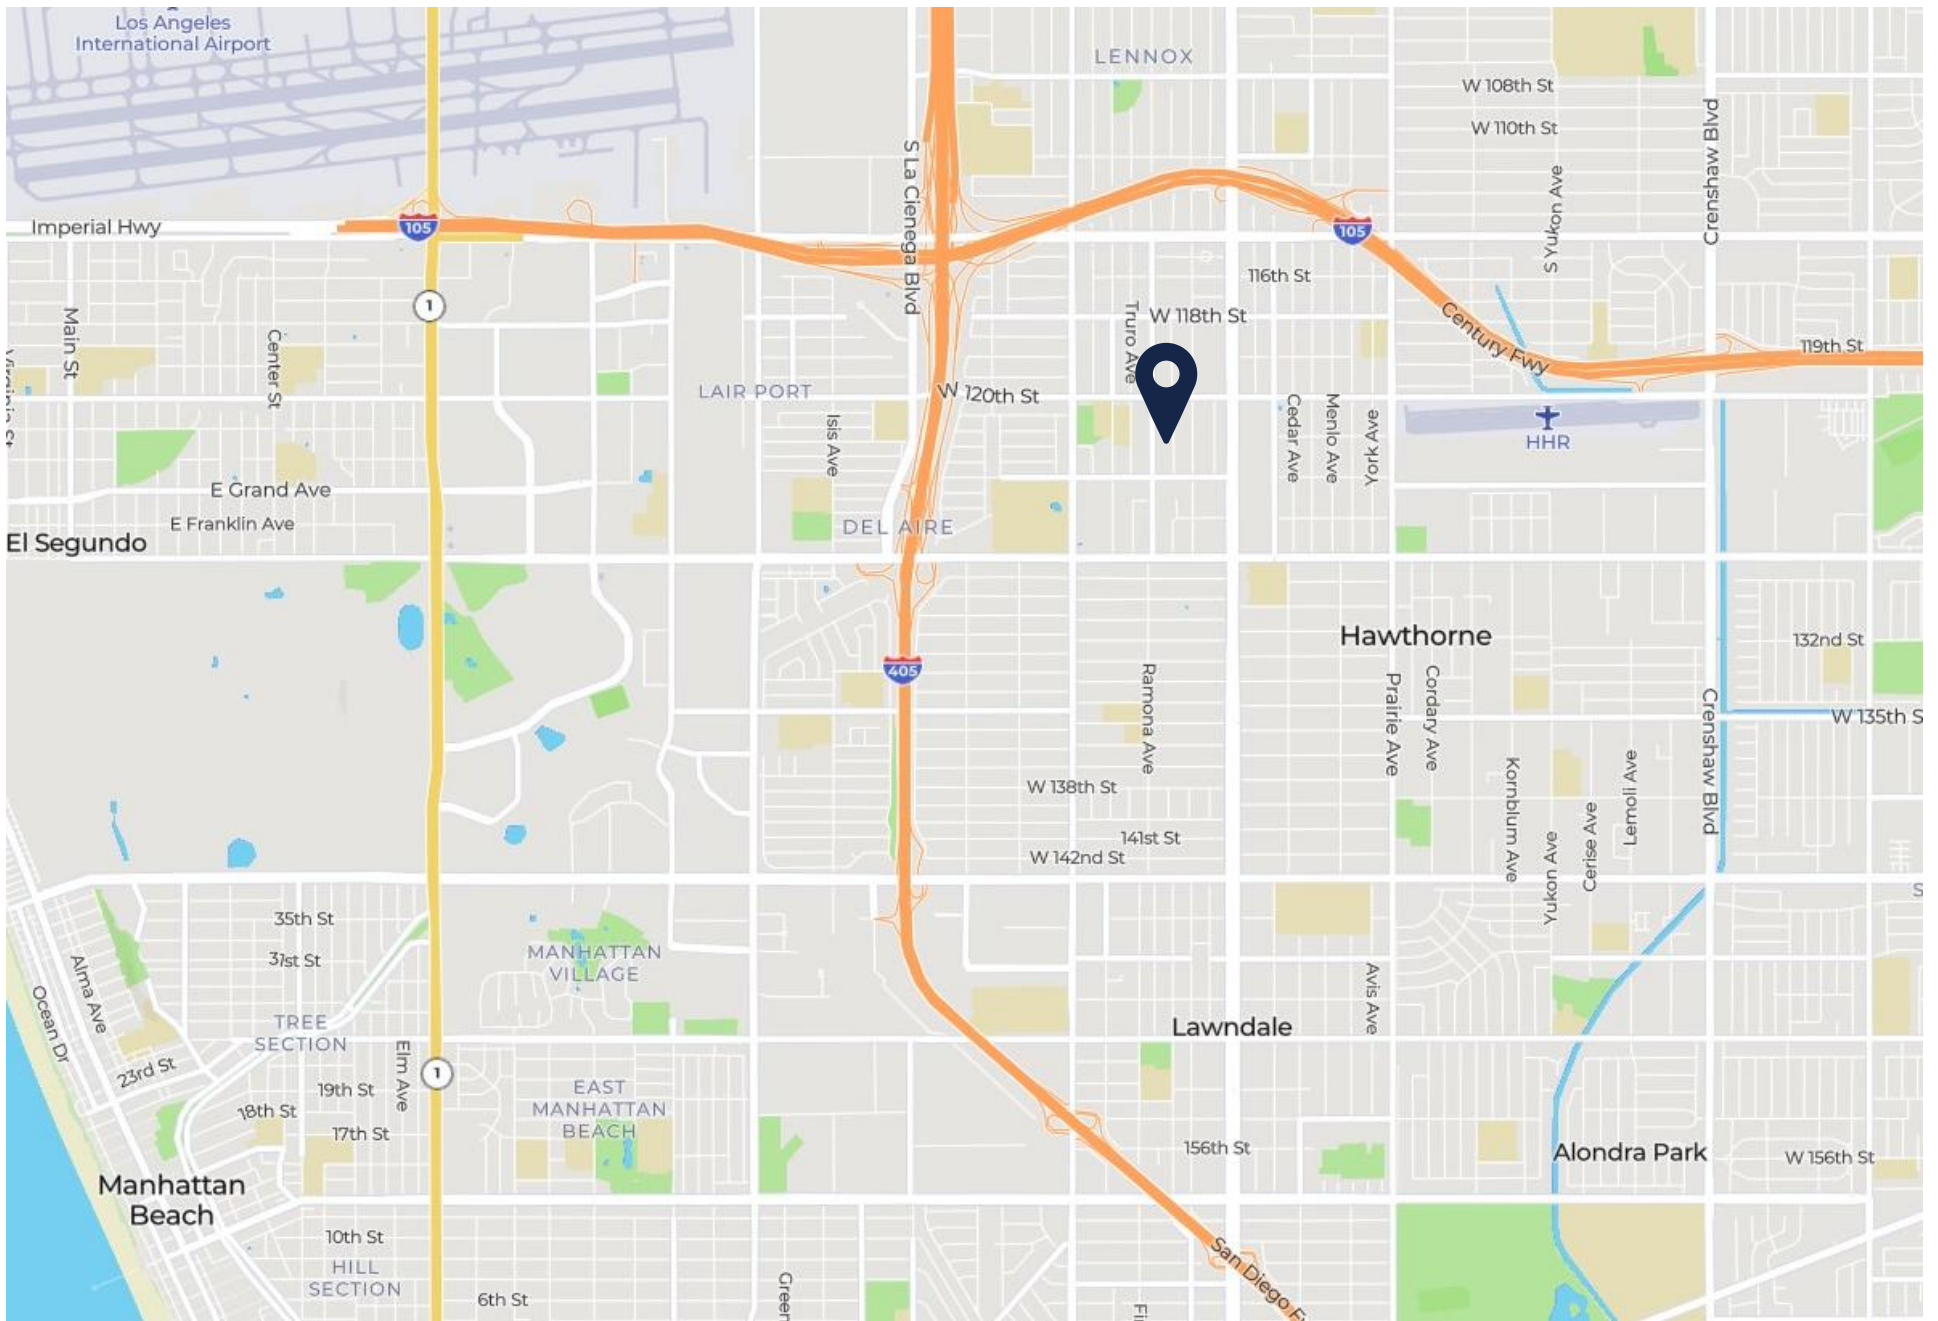 Los Angeles
International Airport
LENNOX
W 108th St
W 110th St
Crenshaw Blvd
S La Cienega Blvd
S Yukon Ave
Imperial Hwy
105
105
116th St
1
Main St
Center St
Truro Ave
W 118th St
Century Fwy
119th St
Virginia St
LAIR PORT
W 120th St
Isis Ave
Cedar Ave
Menlo Ave
York Ave
HHR
E Grand Ave
E Franklin Ave
El Segundo
DEL AIRE
Hawthorne
132nd St
405
Ramona Ave
Prairie Ave
Cordary Ave
Crenshaw Blvd
W 135th S
W 138th St
Kornblum Ave
Lemoli Ave
141st St
W 142nd St
Yukon Ave
Cerise Ave
S
35th St
31st St
MANHATTAN
VILLAGE
Alma Ave
Ocean Dr
Avis Ave
TREE
SECTION
Lawndale
23rd St
Elm Ave
1
19th St
18th St
17th St
EAST
MANHATTAN
BEACH
156th St
Alondra Park
W 156th St
Manhattan
Beach
10th St
HILL
SECTION
6th St
Green
Fi
San Diego F